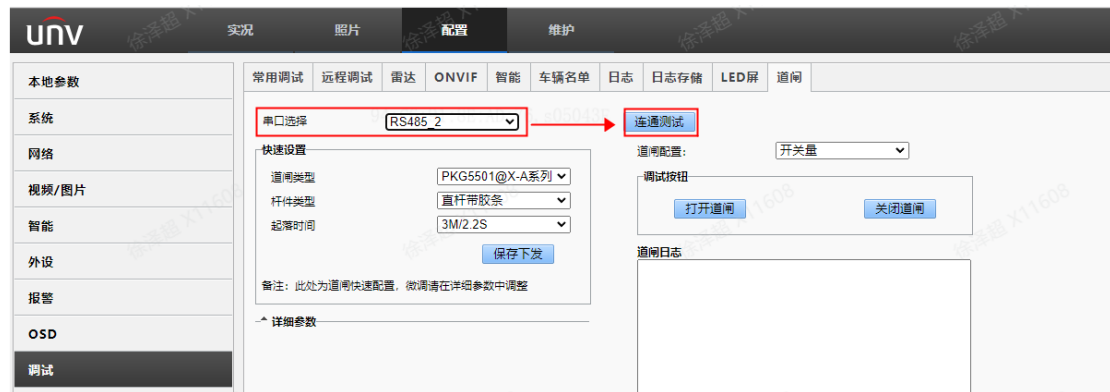 unv 实况 照片 配置 维护
本地参数
系统
网络
视频/图片
智能
外设
报警
OSD
调试
常用调试 远程调试 雷达 ONVIF 智能 车辆名单 日志 日志存储 LED屏 道闸
串口选择 RS485_2 连通测试
快速设置
道闸类型 PKG5501@X-A系列
杆件类型 直杆带胶条
起落时间 3M/2.2S
保存下发
备注：此处为道闸快速配置，微调请在详细参数中调整
详细参数
道闸配置： 开关量
调试按钮
打开道闸 关闭道闸
道闸日志
徐泽超 X11608